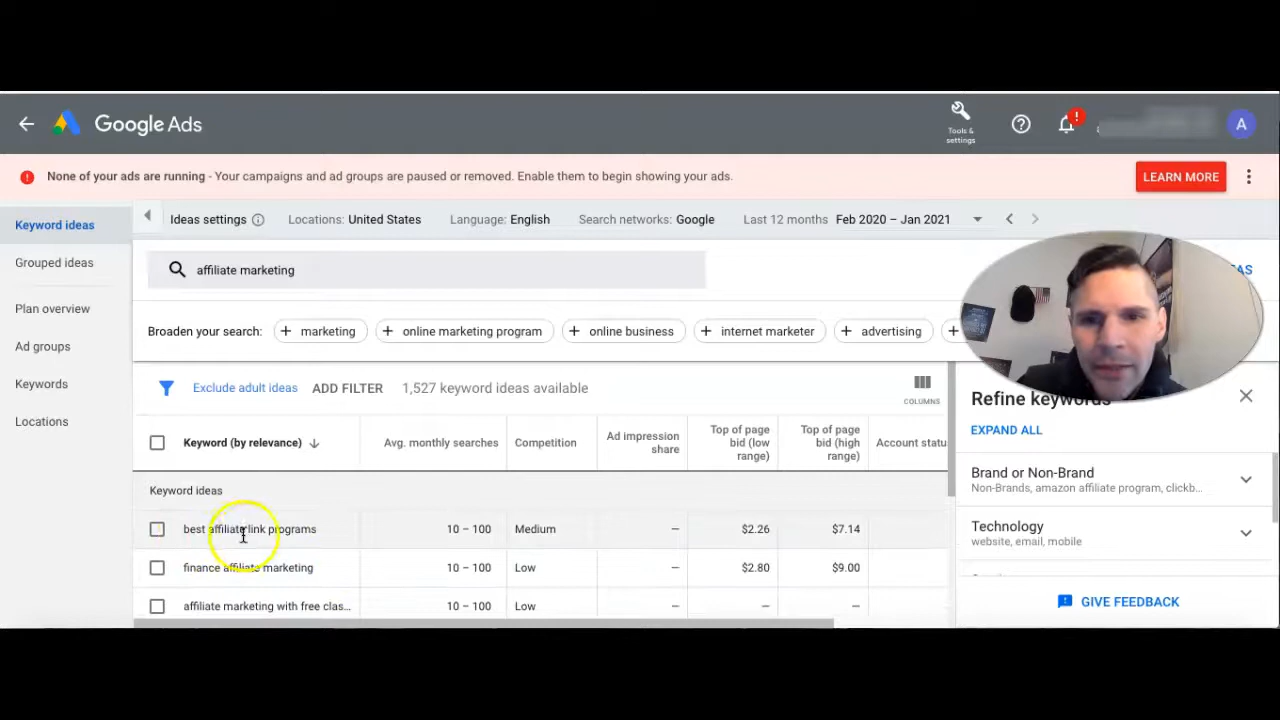 Google Ads
Tools &
settings
!
A
None of your ads are running - Your campaigns and ad groups are paused or removed. Enable them to begin showing your ads.
LEARN MORE
Keyword ideas
Grouped ideas
Plan overview
Ad groups
Keywords
Locations
Ideas settings
Locations: United States
Language: English
Search networks: Google
Last 12 months Feb 2020 – Jan 2021
affiliate marketing
Broaden your search:
+ marketing
+ online marketing program
+ online business
+ internet marketer
+ advertising
+
Exclude adult ideas
ADD FILTER
1,527 keyword ideas available
COLUMNS
Keyword (by relevance)
Avg. monthly searches
Competition
Ad impression
share
Top of page
bid (low
range)
Top of page
bid (high
range)
Account statu
Keyword ideas
best affiliate link programs 10 – 100 Medium — $2.26 $7.14
finance affiliate marketing 10 – 100 Low — $2.80 $9.00
affiliate marketing with free clas... 10 – 100 Low — — —
Refine keywords
EXPAND ALL
Brand or Non-Brand
Non-Brands, amazon affiliate program, clickb...
Technology
website, email, mobile
GIVE FEEDBACK